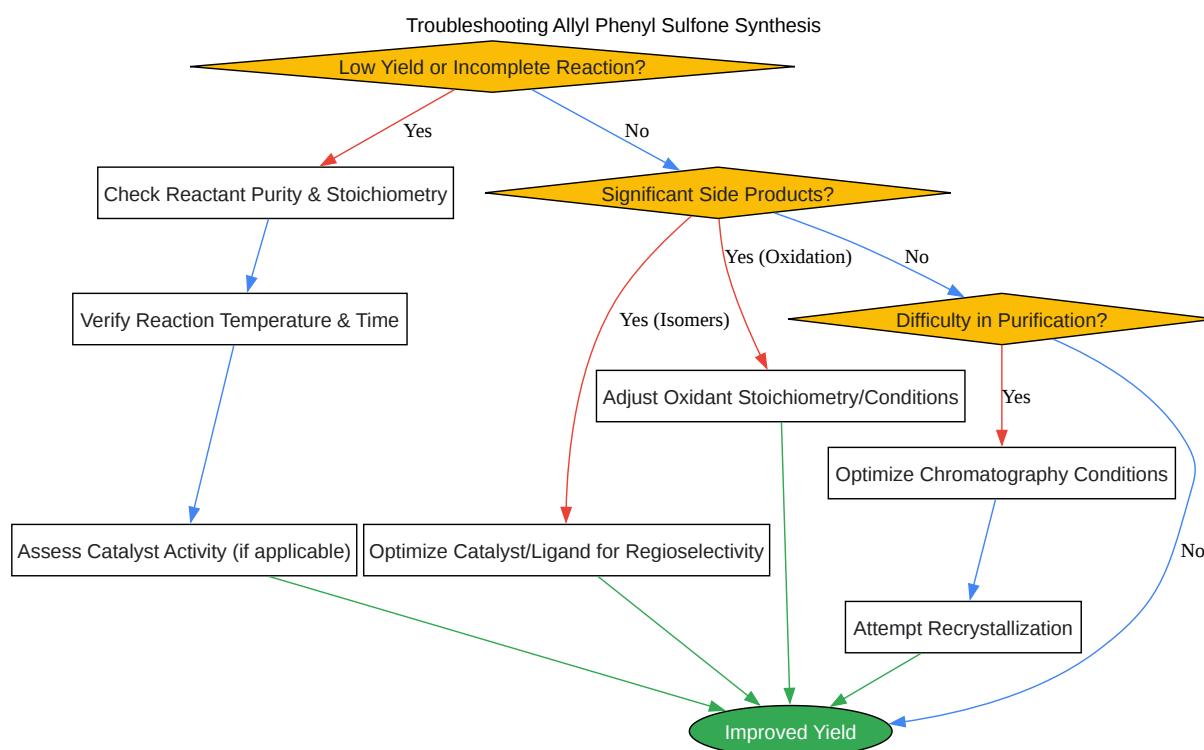 Troubleshooting Allyl Phenyl Sulfone Synthesis
Low Yield or Incomplete Reaction?
Yes
No
Check Reactant Purity & Stoichiometry
Significant Side Products?
Yes (Oxidation)
No
Verify Reaction Temperature & Time
Yes (Isomers)
Difficulty in Purification?
Adjust Oxidant Stoichiometry/Conditions
Yes
Optimize Chromatography Conditions
Assess Catalyst Activity (if applicable)
Optimize Catalyst/Ligand for Regioselectivity
No
Attempt Recrystallization
Improved Yield